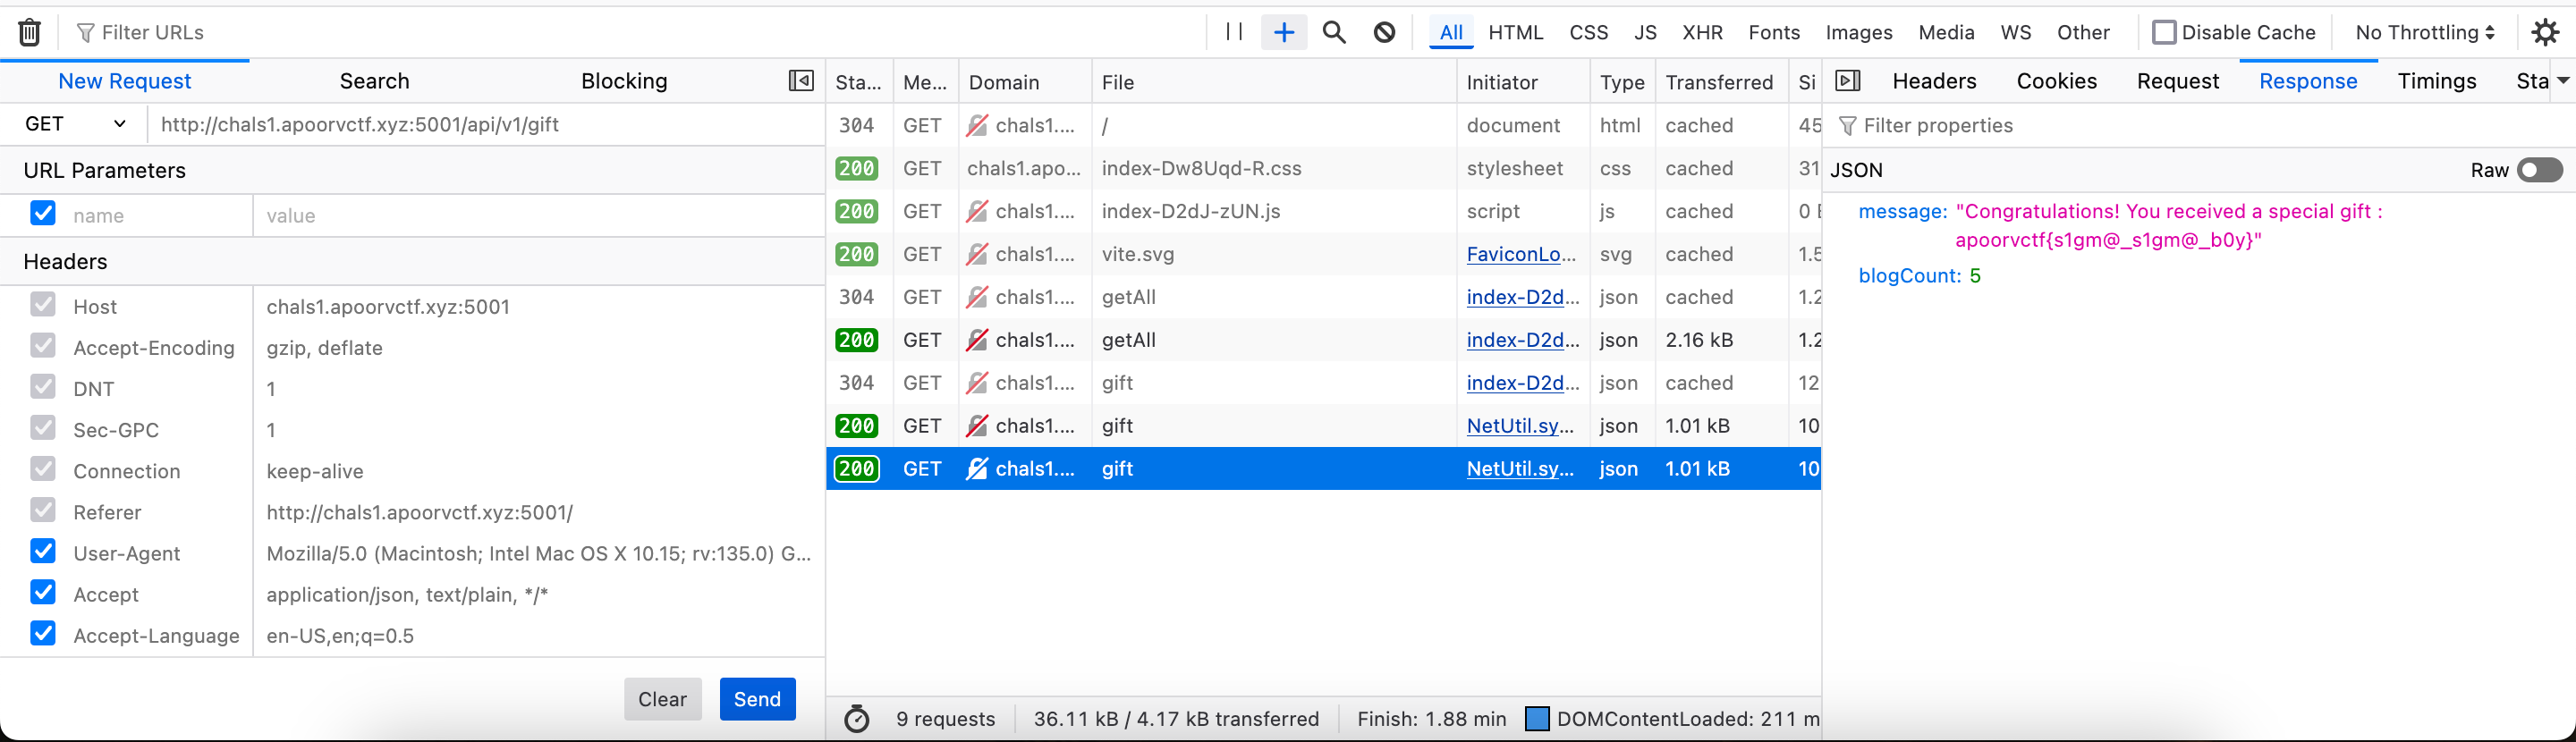 Filter URLs
All HTML CSS JS XHR Fonts Images Media WS Other Disable Cache No Throttling
New Request Search Blocking
GET http://chals1.apoorvctf.xyz:5001/api/v1/gift
URL Parameters
name value
Headers
Host chals1.apoorvctf.xyz:5001
Accept-Encoding gzip, deflate
DNT 1
Sec-GPC 1
Connection keep-alive
Referer http://chals1.apoorvctf.xyz:5001/
User-Agent Mozilla/5.0 (Macintosh; Intel Mac OS X 10.15; rv:135.0) G...
Accept application/json, text/plain, */*
Accept-Language en-US,en;q=0.5
Clear Send
Sta... Me... Domain File Initiator Type Transferred Si
304 GET chals1.... / document html cached 45
200 GET chals1.apo... index-Dw8Uqd-R.css stylesheet css cached 31
200 GET chals1.... index-D2dJ-zUN.js script js cached 0
200 GET chals1.... vite.svg FaviconLo... svg cached 1.5
304 GET chals1.... getAll index-D2d... json cached 1.2
200 GET chals1.... getAll index-D2d... json 2.16 kB 1.2
304 GET chals1.... gift index-D2d... json cached 12
200 GET chals1.... gift NetUtil.sy... json 1.01 kB 10
200 GET chals1.... gift NetUtil.sy... json 1.01 kB 10
9 requests 36.11 kB / 4.17 kB transferred Finish: 1.88 min DOMContentLoaded: 211 m
Headers Cookies Request Response Timings Sta
Filter properties
JSON Raw
message: "Congratulations! You received a special gift :
apoorvctf{s1gm@_s1gm@_b0y}"
blogCount: 5